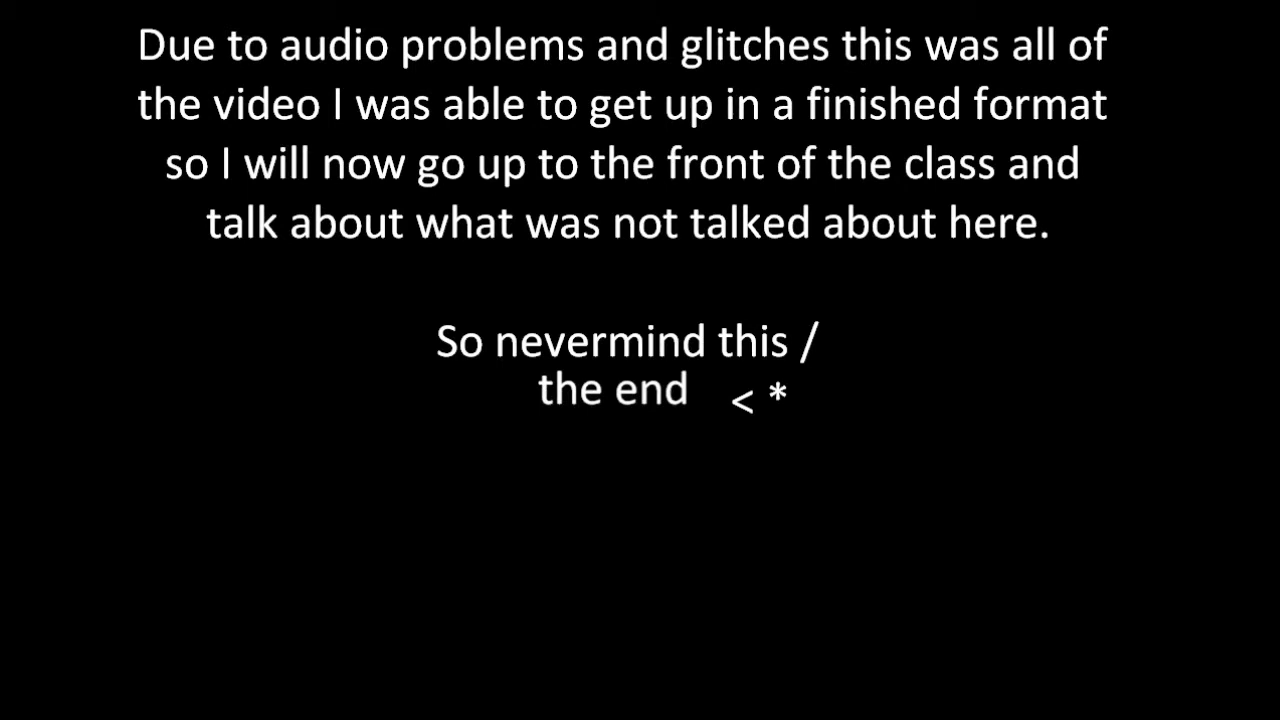 Due to audio problems and glitches this was all of
the video I was able to get up in a finished format
so I will now go up to the front of the class and
talk about what was not talked about here.
So nevermind this /
the end < *